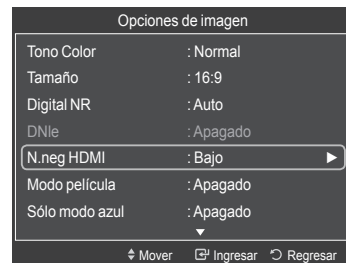 Opciones de imagen
Tono Color : Normal
Tamaño : 16:9
Digital NR : Auto
DNIe : Apagado
N.neg HDMI : Bajo ►
Modo película : Apagado
Sólo modo azul : Apagado
▼
Mover Ingresar Regresar